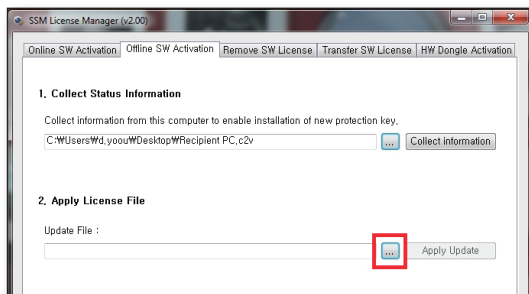 SSM License Manager (v2.00)
Online SW Activation Offline SW Activation Remove SW License Transfer SW License HW Dongle Activation
1. Collect Status Information
Collect information from this computer to enable installation of new protection key.
C:₩Users₩d.yoou₩Desktop₩Recipient PC.c2v ... Collect information
2. Apply License File
Update File :
... Apply Update